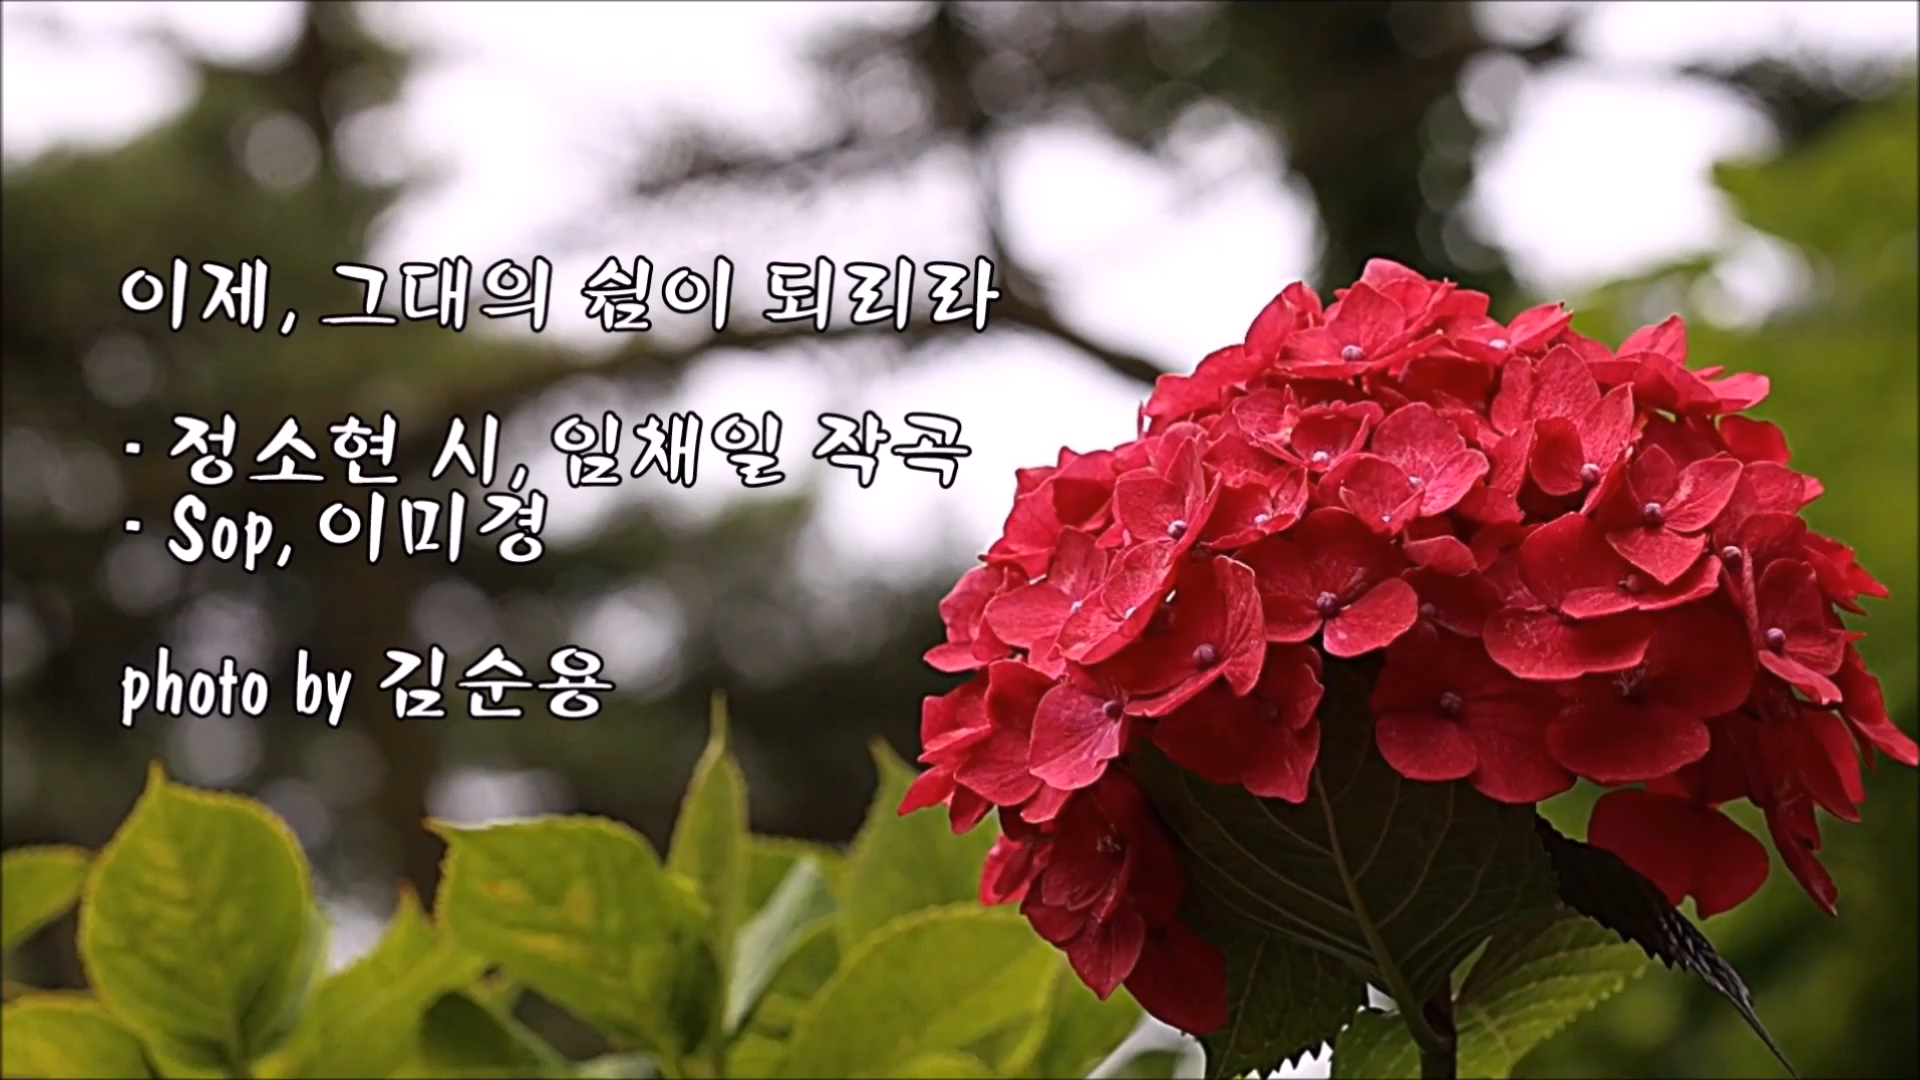 이제, 그대의 쉼이 되리라
- 정소현 시, 임채일 작곡
- Sop, 이미경
photo by 김순용